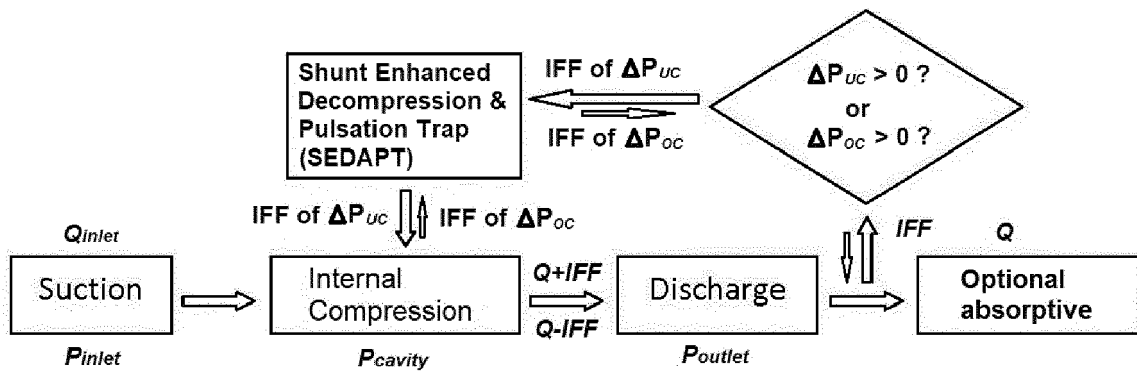 Shunt Enhanced
Decompression &
Pulsation Trap
(SEDAPT)
IFF of ΔPUC
IFF of ΔPOC
ΔPUC > 0 ?
or
ΔPOC > 0 ?
IFF of ΔPUC
IFF of ΔPOC
Qinlet
IFF
Q
Suction
Internal
Compression
Q+IFF
Q-IFF
Discharge
Optional
absorptive
Pinlet
Pcavity
Poutlet